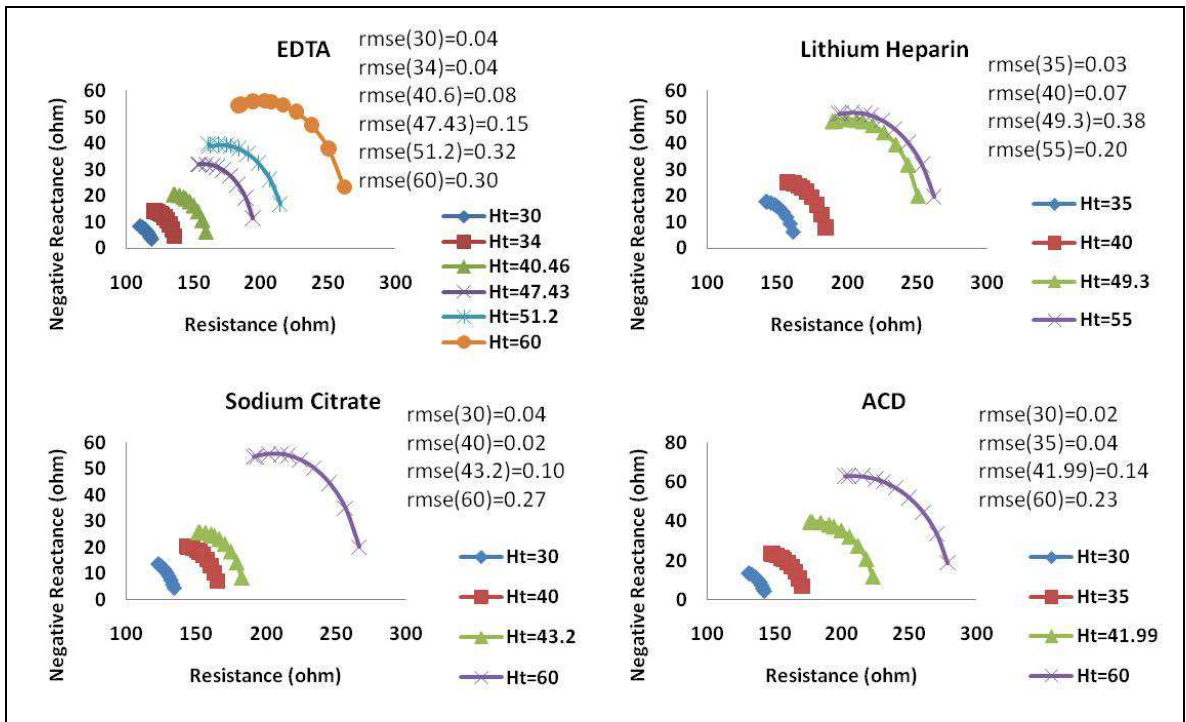 EDTA
rmse(30)=0.04
rmse(34)=0.04
rmse(40.6)=0.08
rmse(47.43)=0.15
rmse(51.2)=0.32
rmse(60)=0.30
Negative Reactance (ohm)
60
50
40
30
20
10
0
100 150 200 250 300
Resistance (ohm)
Ht=30
Ht=34
Ht=40.46
Ht=47.43
Ht=51.2
Ht=60
Lithium Heparin
rmse(35)=0.03
rmse(40)=0.07
rmse(49.3)=0.38
rmse(55)=0.20
Negative Reactance (ohm)
60
50
40
30
20
10
0
100 150 200 250 300
Resistance (ohm)
Ht=35
Ht=40
Ht=49.3
Ht=55
Sodium Citrate
rmse(30)=0.04
rmse(40)=0.02
rmse(43.2)=0.10
rmse(60)=0.27
Negative Reactance (ohm)
60
50
40
30
20
10
0
100 150 200 250 300
Resistance (ohm)
Ht=30
Ht=40
Ht=43.2
Ht=60
ACD
rmse(30)=0.02
rmse(35)=0.04
rmse(41.99)=0.14
rmse(60)=0.23
Negative Reactance (ohm)
80
60
40
20
0
100 150 200 250 300
Resistance (ohm)
Ht=30
Ht=35
Ht=41.99
Ht=60